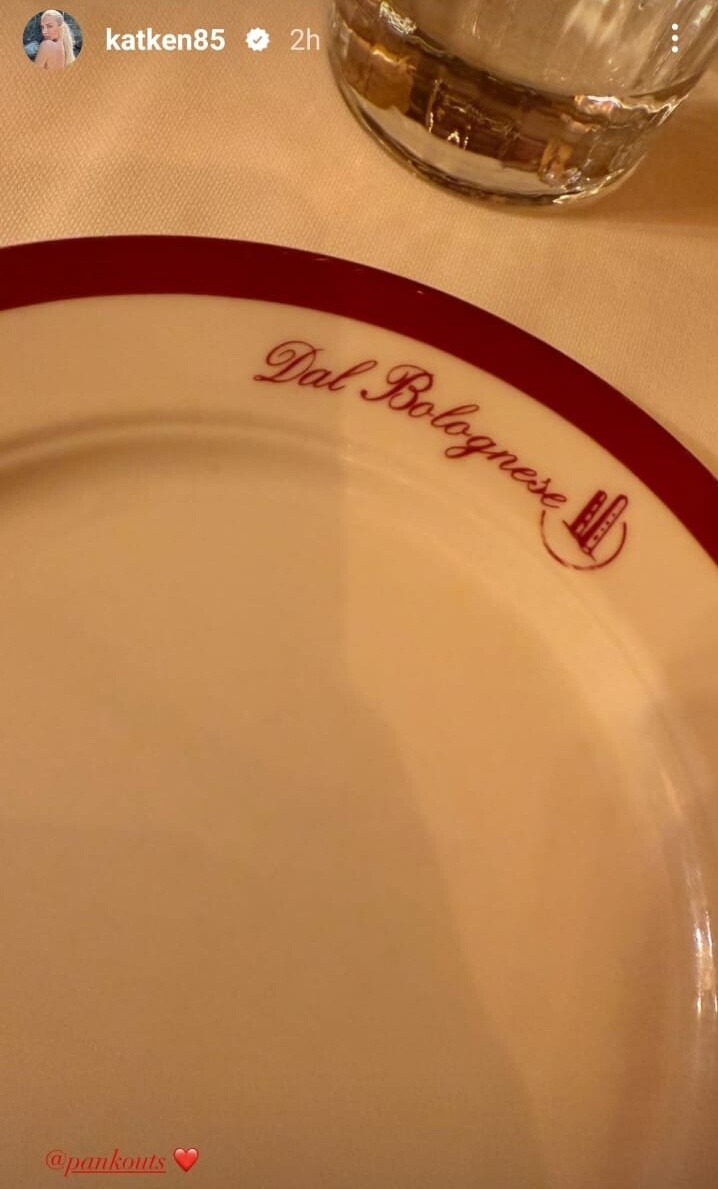 katken85 2h
Dal Bolognese
@pankouts ❤️